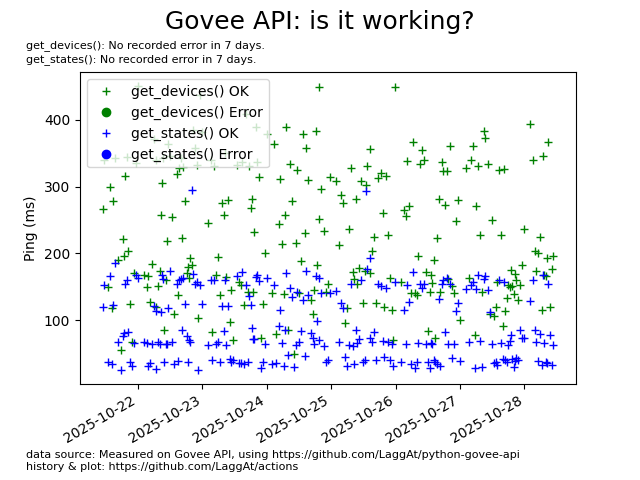 Govee API: is it working?
get_devices(): No recorded error in 7 days.
get_states(): No recorded error in 7 days.
get_devices() OK
get_devices() Error
get_states() OK
get_states() Error
400
300
200
100
Ping (ms)
2025-10-22
2025-10-23
2025-10-24
2025-10-25
2025-10-26
2025-10-27
2025-10-28
data source: Measured on Govee API, using https://github.com/LaggAt/python-govee-api
history & plot: https://github.com/LaggAt/actions